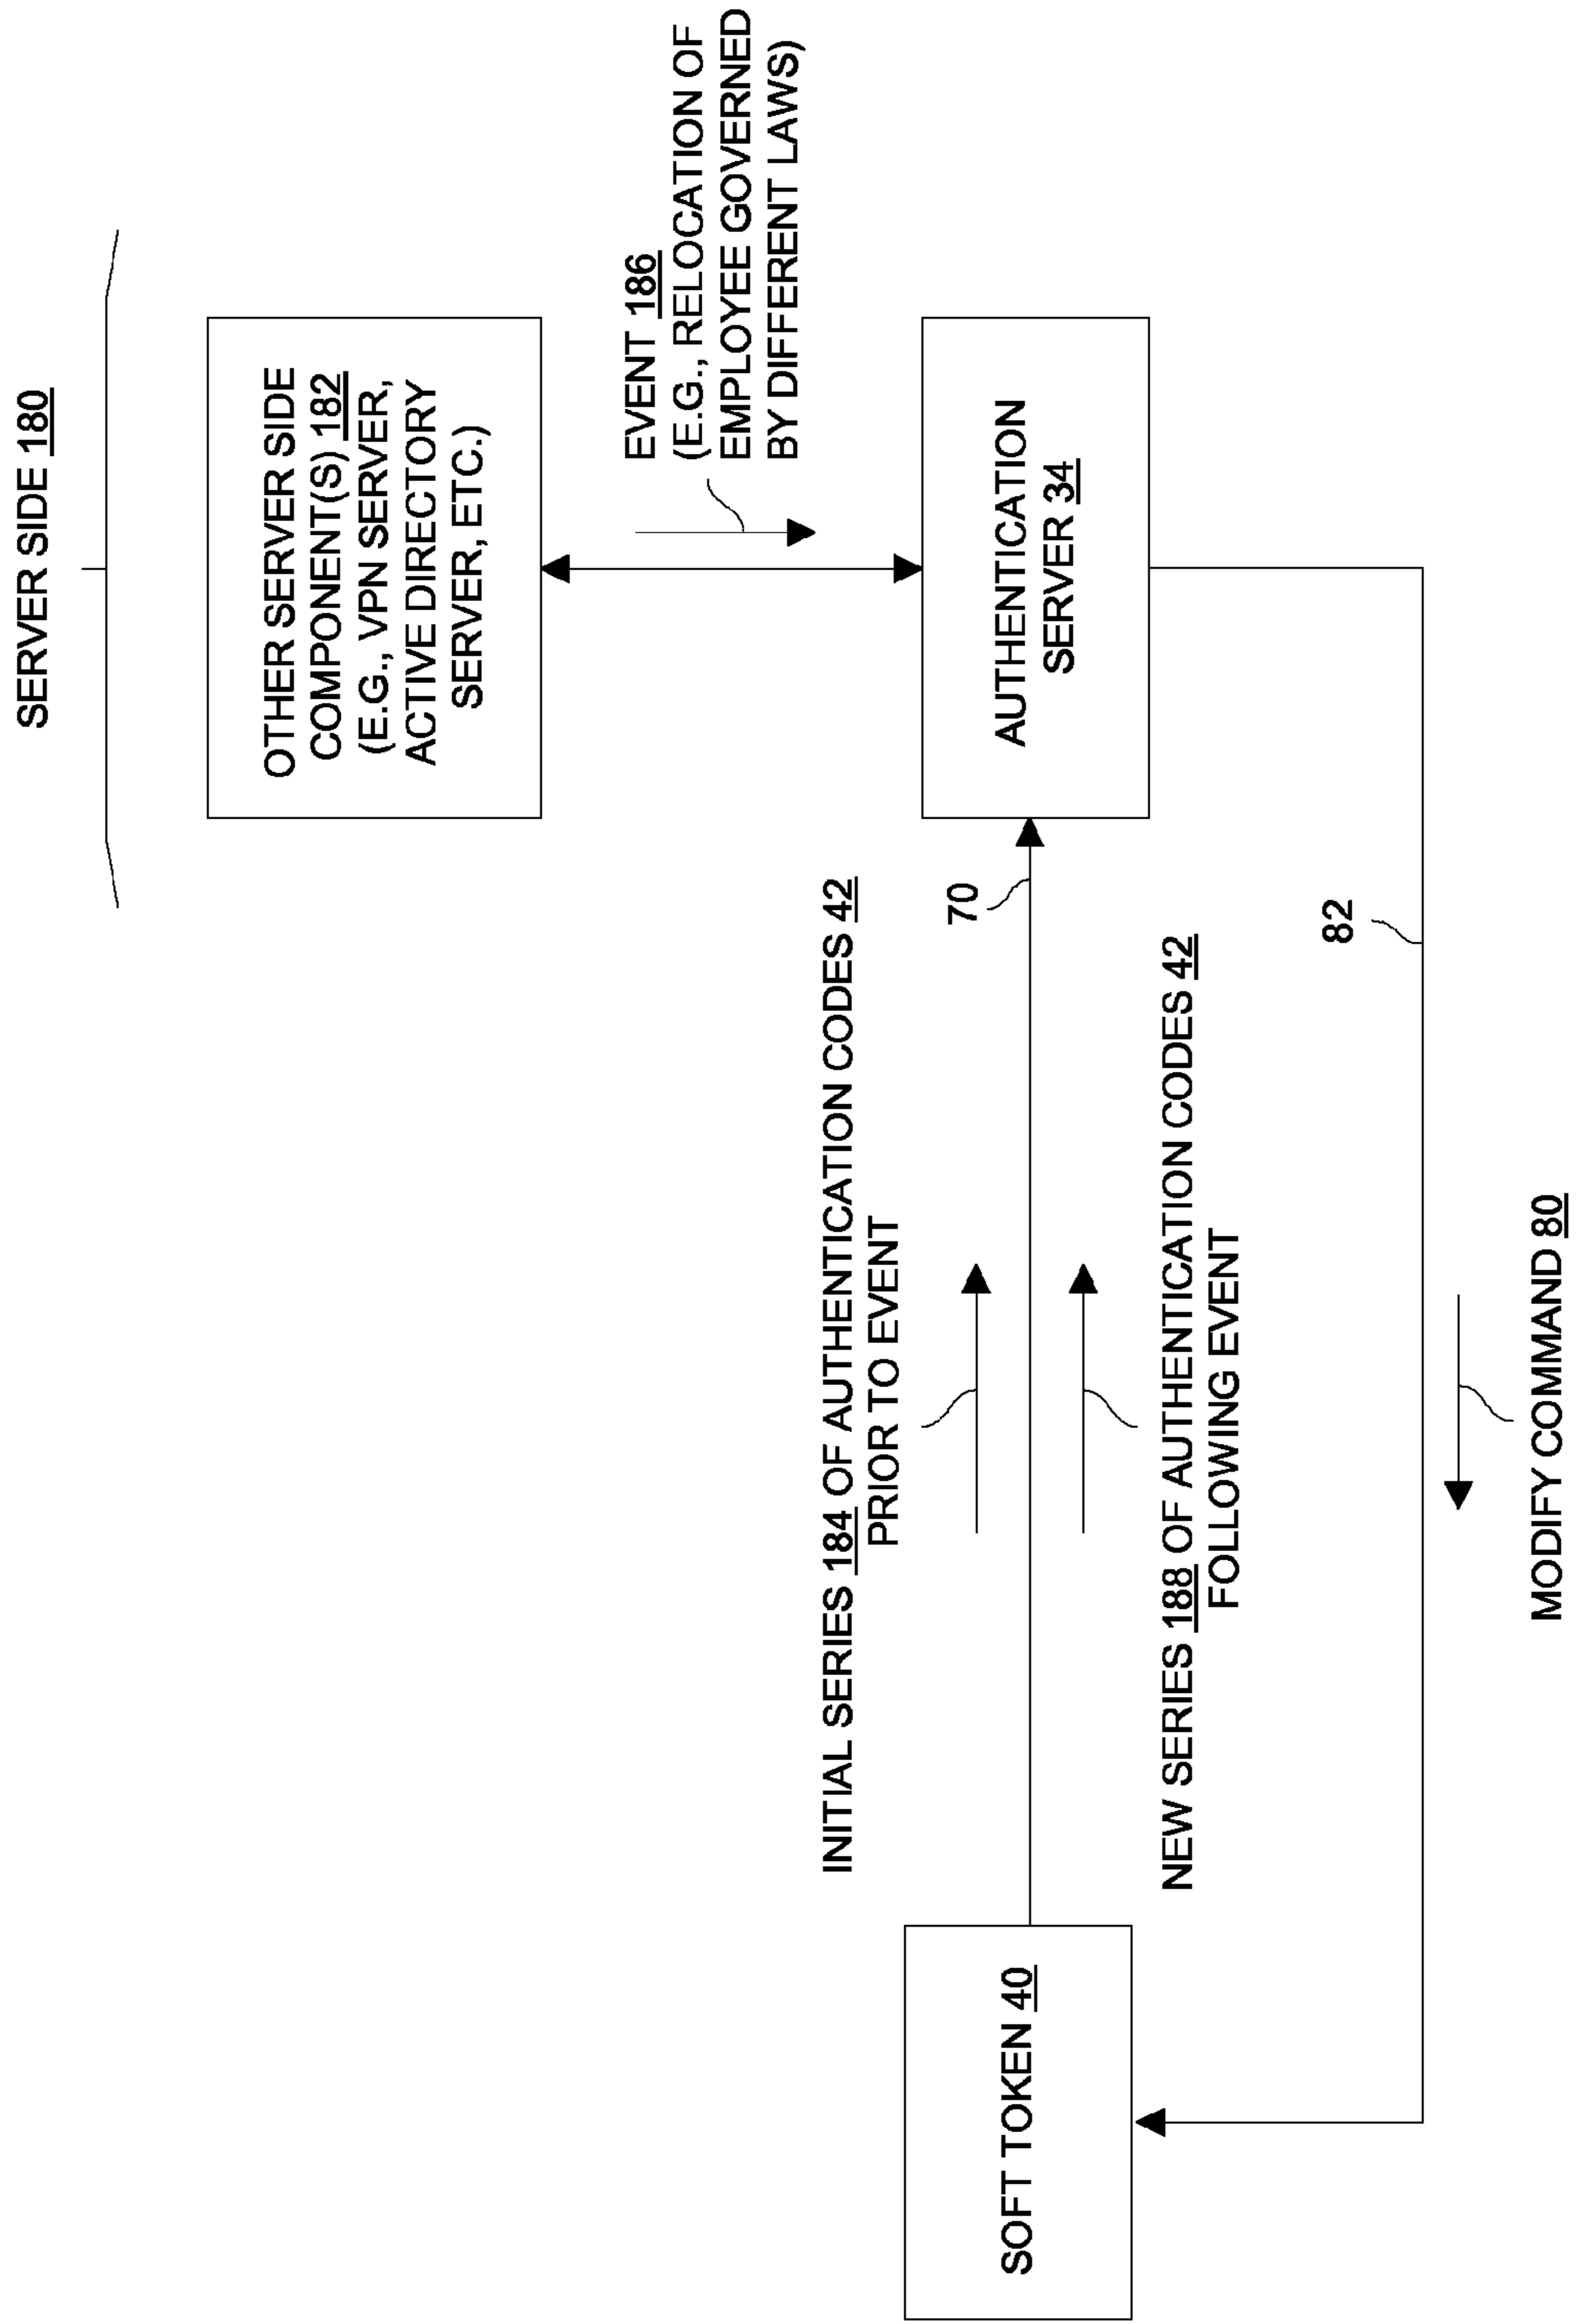 SERVER SIDE 180
OTHER SERVER SIDE
COMPONENT(S) 182
(E.G., VPN SERVER,
ACTIVE DIRECTORY
SERVER, ETC.)
EVENT 186
(E.G., RELOCATION OF
EMPLOYEE GOVERNED
BY DIFFERENT LAWS)
INITIAL SERIES 184 OF AUTHENTICATION CODES 42
PRIOR TO EVENT
70
AUTHENTICATION
SERVER 34
SOFT TOKEN 40
NEW SERIES 188 OF AUTHENTICATION CODES 42
FOLLOWING EVENT
82
MODIFY COMMAND 80